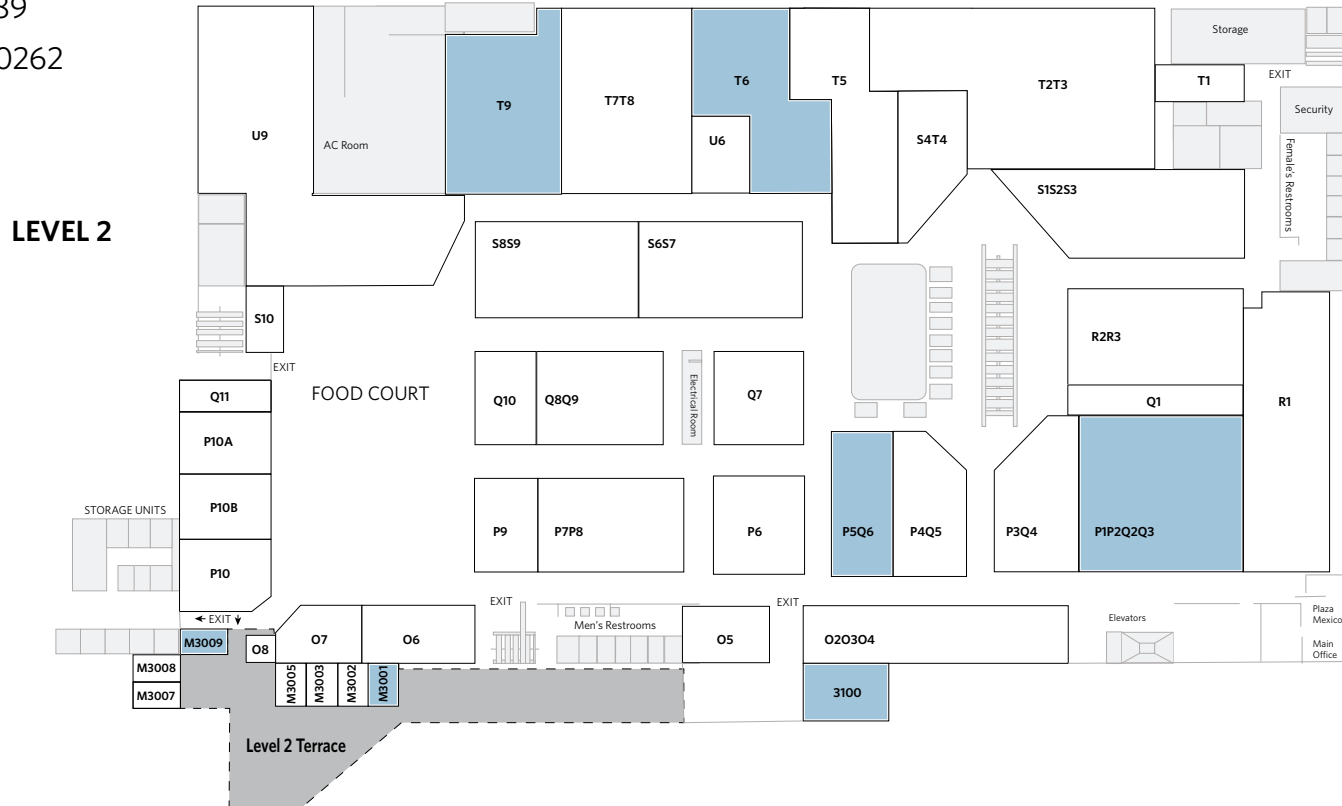 39
0262
LEVEL 2
U9
AC Room
T9
T7T8
T6
U6
T5
S4T4
T2T3
T1
Storage
EXIT
Security
Female's Restrooms
S1S2S3
S8S9
S6S7
S10
EXIT
FOOD COURT
Q11
P10A
P10B
P10
STORAGE UNITS
Q10
Q8Q9
Electrical Room
Q7
R2R3
Q1
R1
P9
P7P8
P6
P5Q6
P4Q5
P3Q4
P1P2Q2Q3
EXIT
M3009
M3008
M3007
O8
O7
O6
EXIT
Men's Restrooms
O5
EXIT
O2O3O4
Elevators
Plaza
Mexico
Main
Office
M3005
M3003
M3002
M3001
3100
Level 2 Terrace